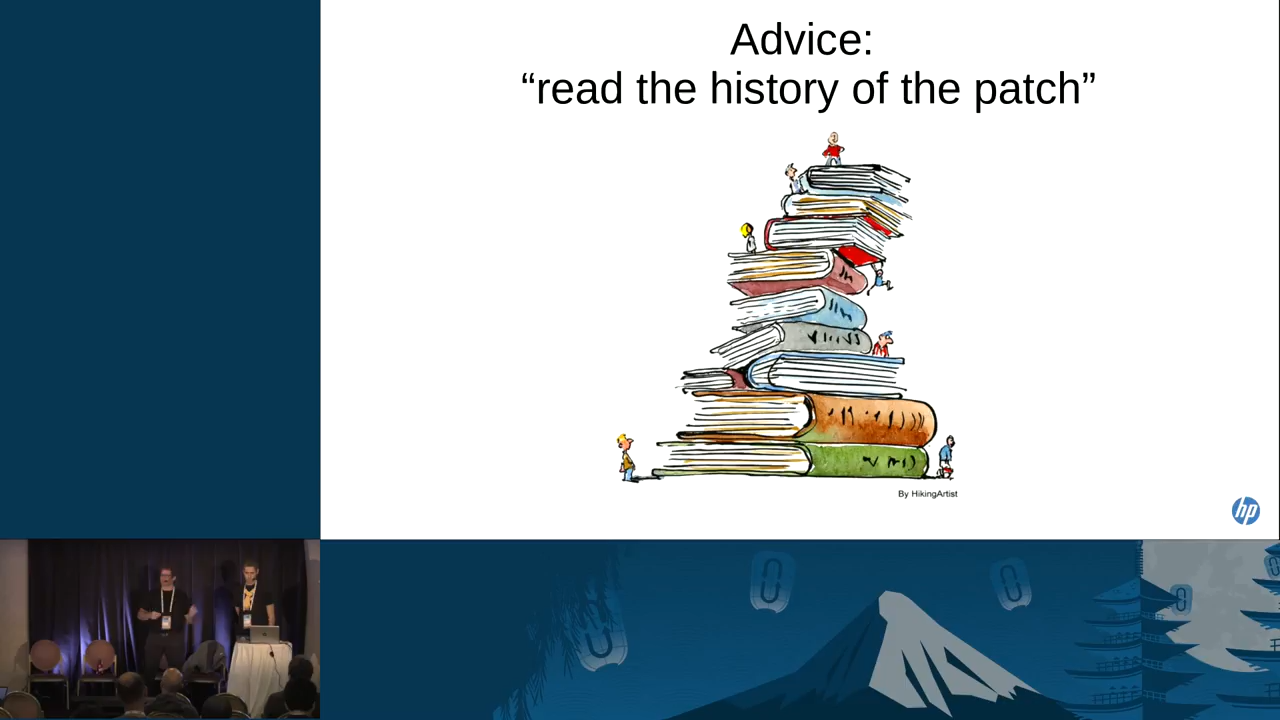 Advice:
“read the history of the patch”
By HikingArtist
hp